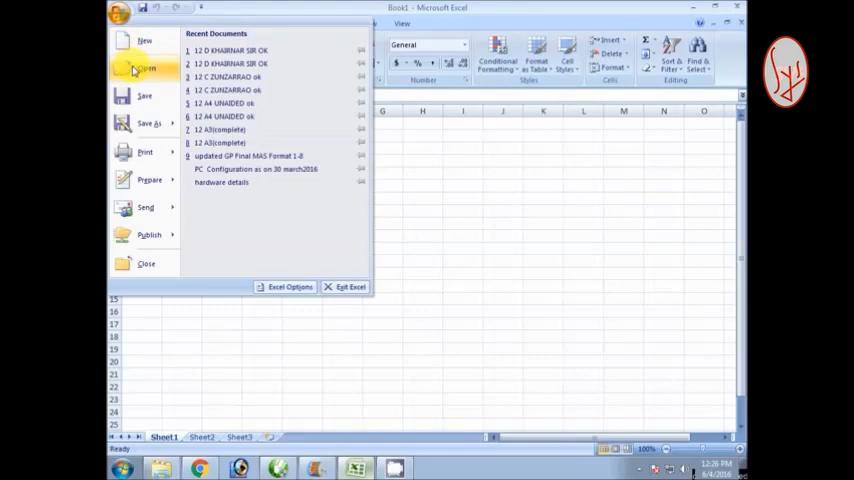 Book1 - Microsoft Excel
View
New
Open
Save
Save As
Print
Prepare
Send
Publish
Close
Recent Documents
1 12 D KHAIRNAR SIR OK
2 12 D KHAIRNAR SIR OK
3 12 C ZUNZARRAO ok
4 12 C ZUNZARRAO ok
5 12 A4 UNAIDED ok
6 12 A4 UNAIDED ok
7 12 A3(complete)
8 12 A3(complete)
9 updated GP Final MAS Format 1-8
PC Configuration as on 30 march2016
hardware details
Excel Options
Exit Excel
General
$ % ,
Number
Conditional Formatting
Format as Table
Cell Styles
Styles
Insert
Delete
Format
Cells
Σ
Sort & Filter
Find & Select
Editing
Sys
G H I J K L M N O
15
16
17
18
19
20
21
22
23
24
25
Sheet1 Sheet2 Sheet3
Ready
100%
12:26 PM
6/4/2016